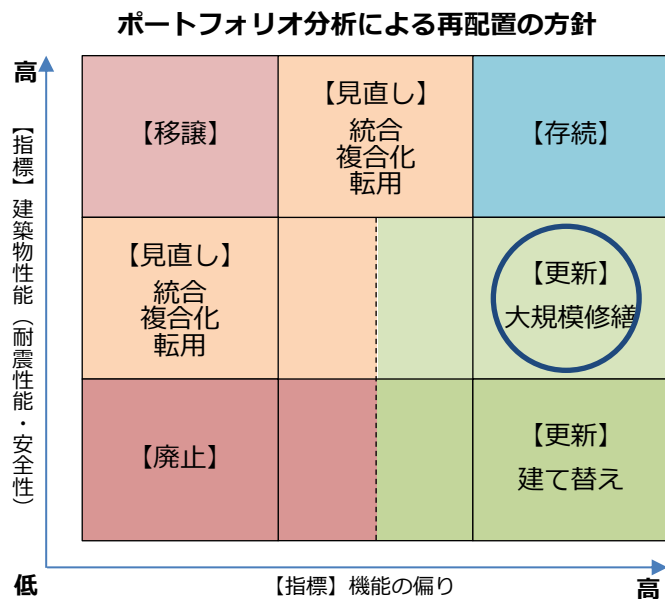 ポートフォリオ分析による再配置の方針
高
【指標】建築物性能（耐震性能・安全性）
【移譲】
【見直し】
統合
複合化
転用
【存続】
【見直し】
統合
複合化
転用
【更新】
大規模修繕
【廃止】
【更新】
建て替え
低
【指標】機能の偏り
高